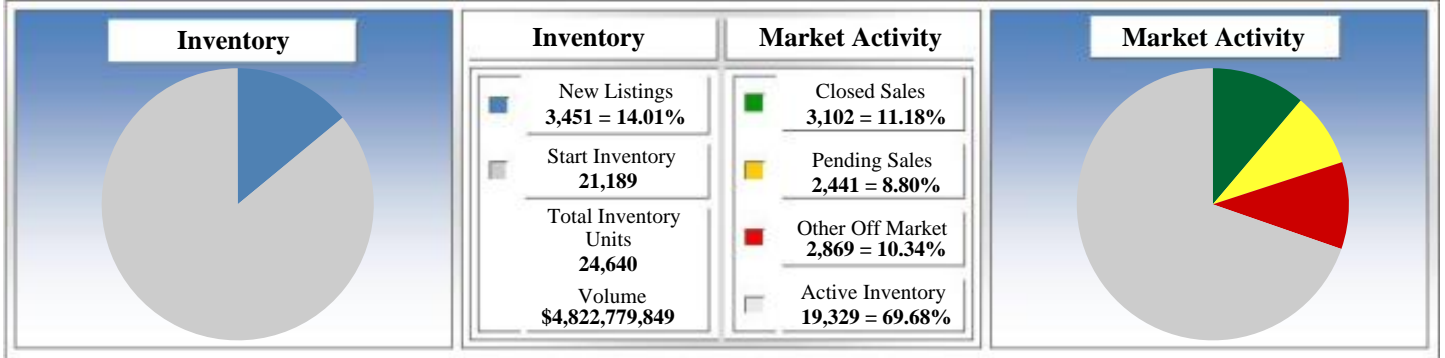 Inventory
Inventory
Market Activity
Market Activity
New Listings
3,451 = 14.01%
Start Inventory
21,189
Total Inventory
Units
24,640
Volume
$4,822,779,849
Closed Sales
3,102 = 11.18%
Pending Sales
2,441 = 8.80%
Other Off Market
2,869 = 10.34%
Active Inventory
19,329 = 69.68%